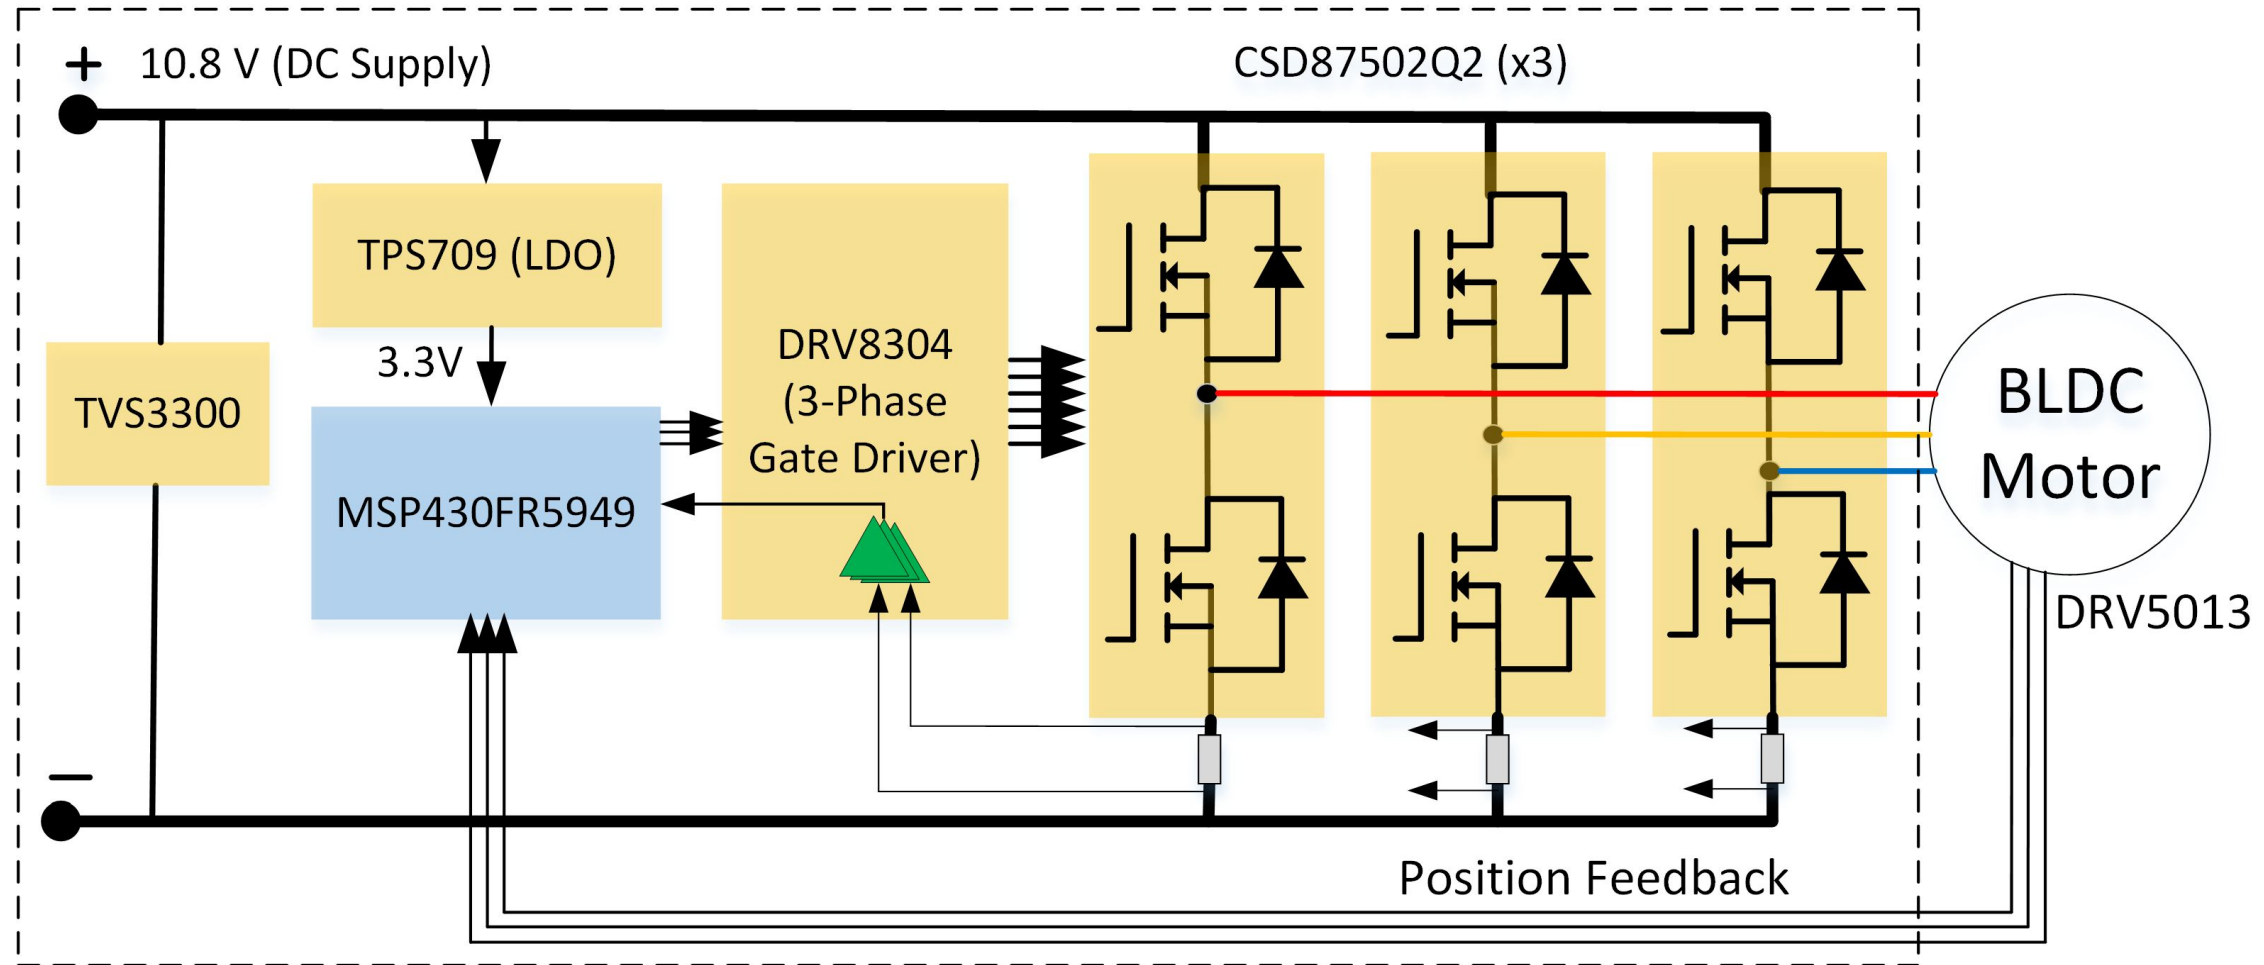 + 10.8 V (DC Supply)
CSD87502Q2 (x3)
TPS709 (LDO)
3.3V
TVS3300
MSP430FR5949
DRV8304
(3-Phase
Gate Driver)
BLDC
Motor
DRV5013
−
Position Feedback